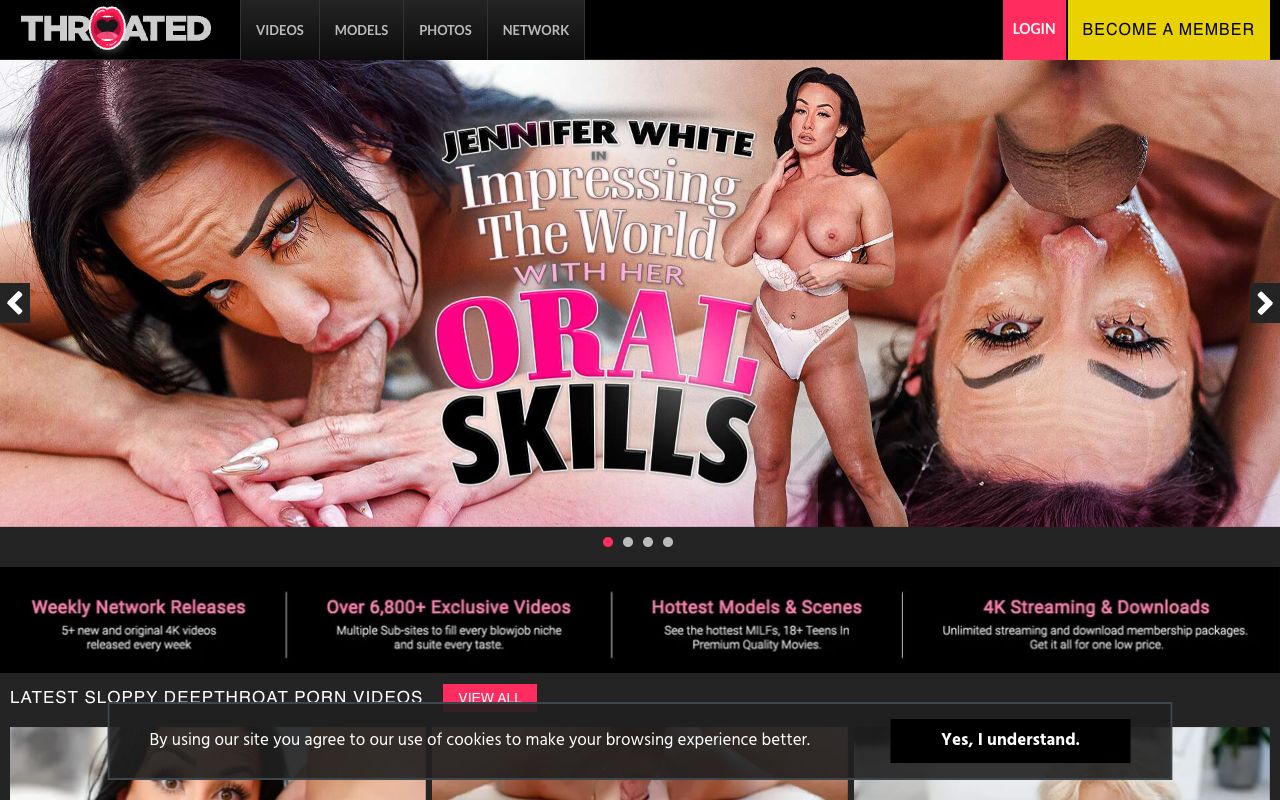 THROATED
VIDEOS
MODELS
PHOTOS
NETWORK
LOGIN
BECOME A MEMBER
JENNIFER WHITE
IN
Impressing
The World
WITH HER
ORAL
SKILLS
Weekly Network Releases
5+ new and original 4K videos
released every week
Over 6,800+ Exclusive Videos
Multiple Sub-sites to fill every blowjob niche
and suite every taste.
Hottest Models & Scenes
See the hottest MILFs, 18+ Teens In
Premium Quality Movies.
4K Streaming & Downloads
Unlimited streaming and download membership packages.
Get it all for one low price.
LATEST SLOPPY DEEPTHROAT PORN VIDEOS
VIEW ALL
By using our site you agree to our use of cookies to make your browsing experience better.
Yes, I understand.